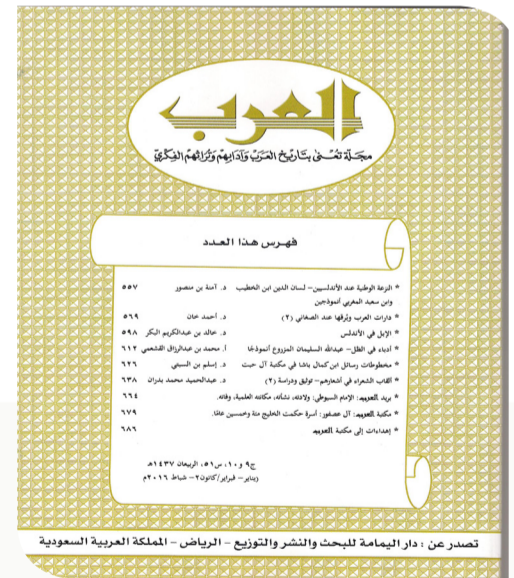 العرب
مجلة تعنى بتاريخ العرب وآدابهم وتراثهم الفكري
فهرس هذا العدد
* النزعة الوطنية عند الأندلسيين- لسان الدين ابن الخطيب د. آمنة بن منصور ٥٥٧
وابن سعيد المغربي أنموذجين
* دارات العرب وبُرقها عند الصغاني (٢) د. أحمد خان ٥٦٩
* الإبل في الأندلس د. خالد بن عبدالكريم البكر ٥٩٨
* أدباء في الظل- عبدالله السليمان المزروع أنموذجًا أ. محمد بن عبدالرزاق القشعمي ٦١٢
* مخطوطات رسائل ابن كمال باشا في مكتبة آل جبت د. إسلم بن السبتي ٦٢٦
* ألقاب الشعراء في أشعارهم- توثيق ودراسة (٢) د. عبدالحميد محمد بدران ٦٣٨
* بريد العرب: الإمام السيوطي: ولادته، نشأته، مكانته العلمية، وفاته. ٦٦٤
* مكتبة العرب: آل عصفور: أسرة حكمت الخليج مئة وخمسين عامًا. ٦٧٩
* إهداءات إلى مكتبة العرب ٦٨٦
ج٩ و١٠، س٥١، الربيعان ١٤٣٧هـ
(يناير- فبراير/كانون٢- شباط ٢٠١٦م
تصدر عن : دار اليمامة للبحث والنشر والتوزيع - الرياض - المملكة العربية السعودية